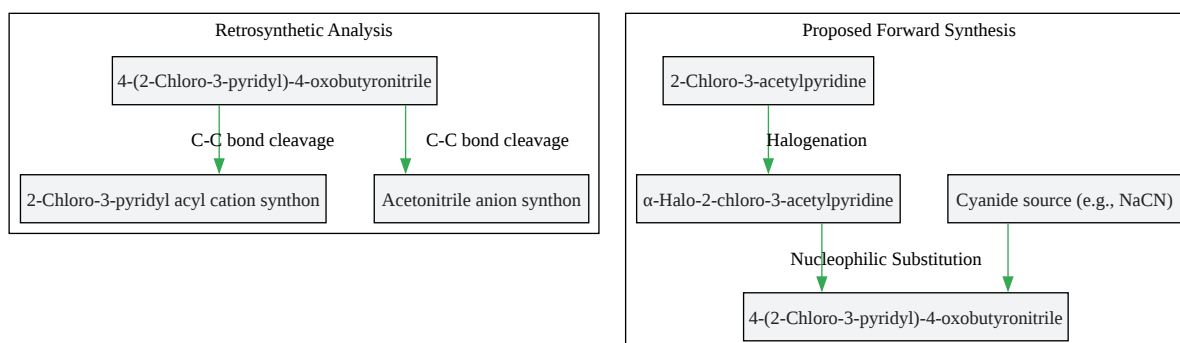 Retrosynthetic Analysis
4-(2-Chloro-3-pyridyl)-4-oxobutyronitrile
C-C bond cleavage
C-C bond cleavage
2-Chloro-3-pyridyl acyl cation synthon
Acetonitrile anion synthon
Proposed Forward Synthesis
2-Chloro-3-acetylpyridine
Halogenation
α-Halo-2-chloro-3-acetylpyridine
Cyanide source (e.g., NaCN)
Nucleophilic Substitution
4-(2-Chloro-3-pyridyl)-4-oxobutyronitrile